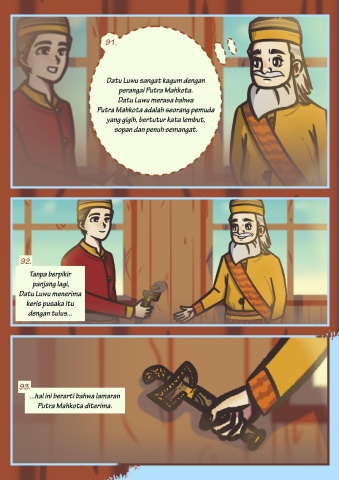 91.
Datu Luwu sangat kagum dengan
perangai Putra Mahkota.
Datu Luwu merasa bahwa
Putra Mahkota adalah seorang pemuda
yang gigih, bertutur kata lembut,
sopan dan penuh semangat.
92.
Tanpa berpikir
panjang lagi,
Datu Luwu menerima
keris pusaka itu
dengan tulus...
93.
...hal ini berarti bahwa lamaran
Putra Mahkota diterima.